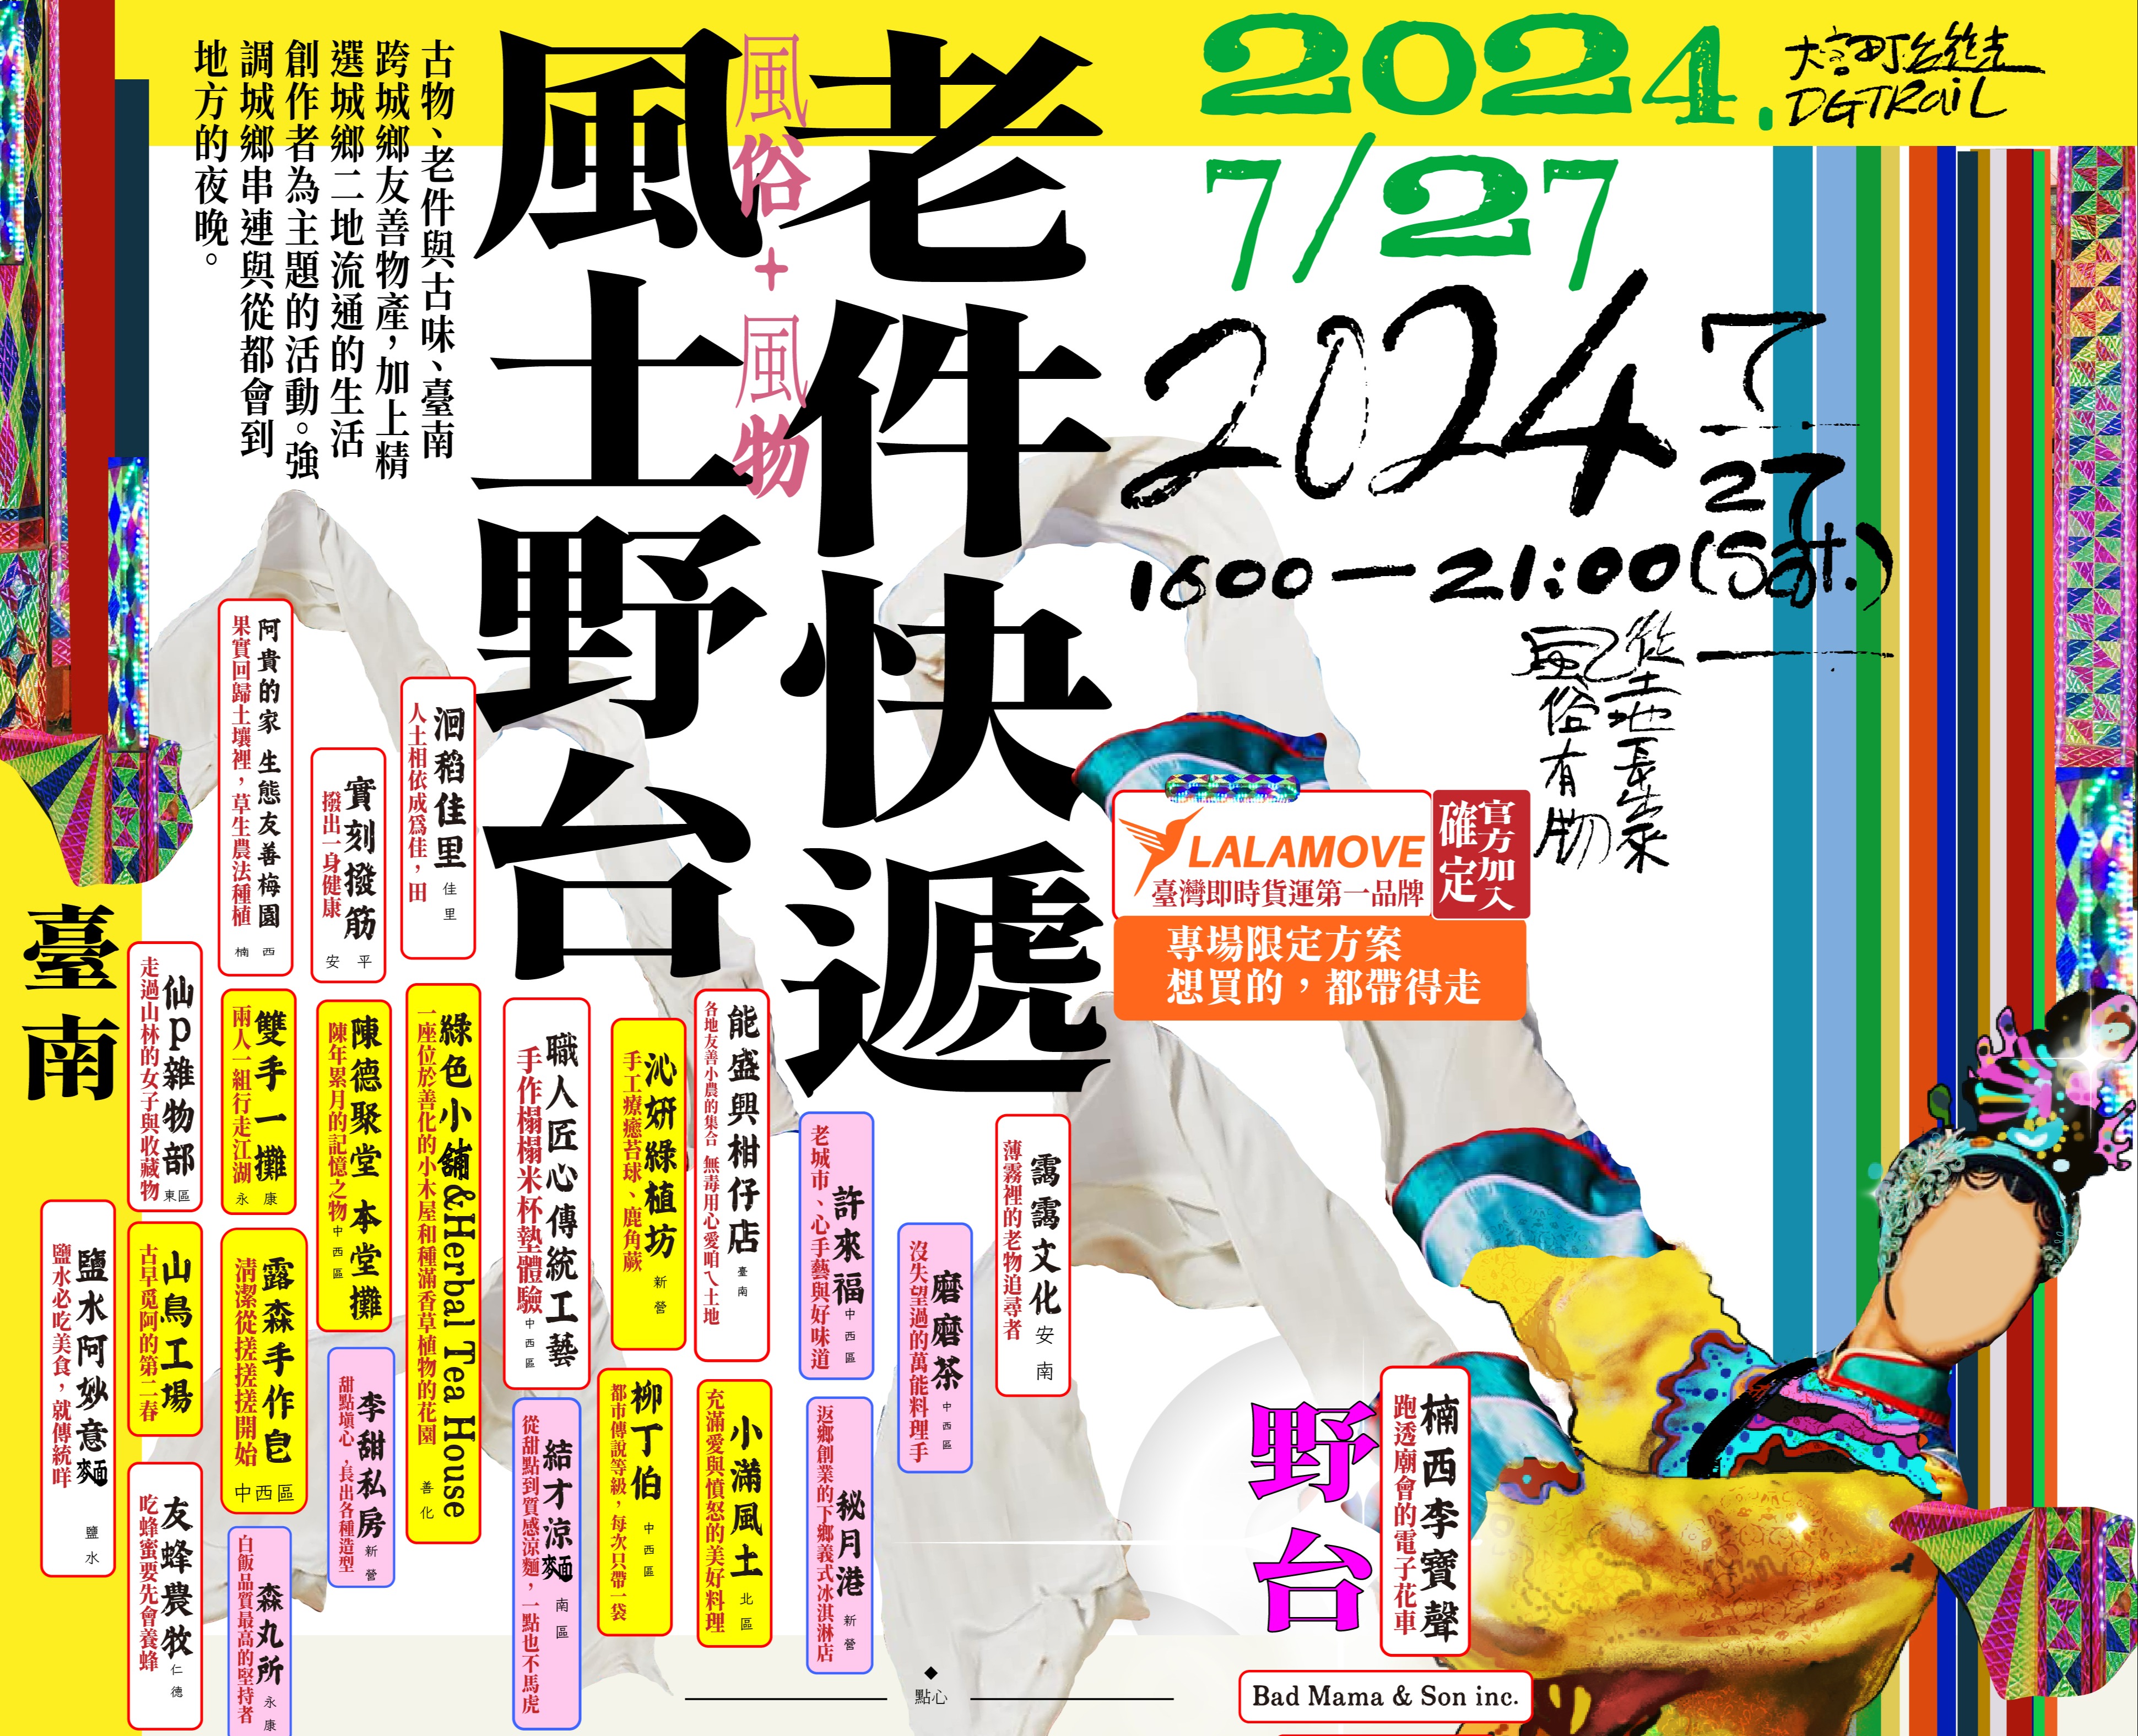 2024.
7/27
DGTRaiL
2024
7
27
1600—21:00(Sat.)
從土地長出來
風俗有物
老件快遞
風俗+風物
風土野台
古物、老件與古味、臺南
跨城鄉友善物產,加上精
選城鄉二地流通的生活
創作者為主題的活動。強
調城鄉串連與從都會到
地方的夜晚。
LALAMOVE
臺灣即時貨運第一品牌
官方加入
確定
專場限定方案
想買的,都帶得走
臺南
洄稻佳里
佳里
人土相依成爲佳,田
實刻撥筋
撥出一身健康
安平
阿貴的家 生態友善梅園
果實回歸土壤裡,草生農法種植
楠西
靄靄文化
安南
薄霧裡的老物追尋者
磨磨茶
中西區
沒失望過的萬能料理手
許來福
中西區
老城市、心手藝與好味道
秘月港
新營
返鄉創業的下鄉義式冰淇淋店
能盛興柑仔店
臺南
各地友善小農的集合 無毒用心愛咱ㄟ土地
小滿風土
北區
充滿愛與憤怒的美好料理
沁妍綠植坊
新營
手工療癒苔球、鹿角蕨
柳丁伯
中西區
都市傳說等級,每次只帶一袋
職人匠心傳統工藝
手作榻榻米杯墊體驗
中西區
結才涼麵
南區
從甜點到質感涼麵,一點也不馬虎
綠色小舖&Herbal Tea House
一座位於善化的小木屋和種滿香草植物的花園
善化
陳德聚堂 本堂攤
陳年累月的記憶之物
中西區
李甜私房
新營
甜點填心,長出各種造型
雙手一攤
兩人一組行走江湖
永康
露森手作皂
清潔從搓搓搓開始
中西區
森丸所
永康
白飯品質最高的堅持者
仙p雜物部
走過山林的女子與收藏物
東區
山鳥工場
古早覓阿的第二春
友蜂農牧
仁德
吃蜂蜜要先會養蜂
鹽水阿妙意麵
鹽水必吃美食,就傳統咩
鹽水
野台
楠西李寶聲
跑透廟會的電子花車
Bad Mama & Son inc.
點心